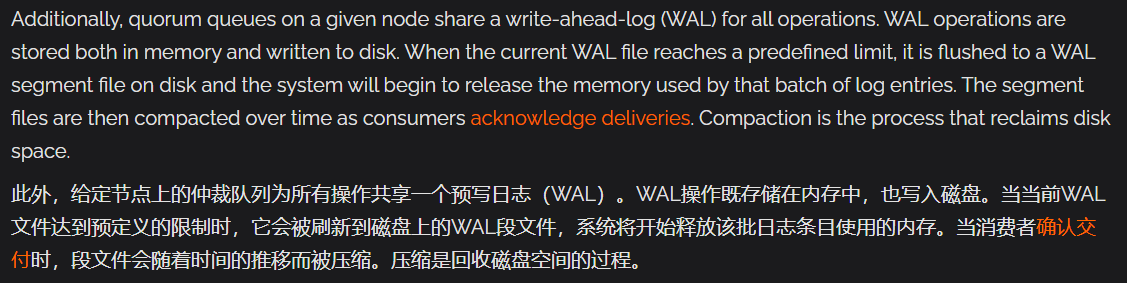 Additionally, quorum queues on a given node share a write-ahead-log (WAL) for all operations. WAL operations are
stored both in memory and written to disk. When the current WAL file reaches a predefined limit, it is flushed to a WAL
segment file on disk and the system will begin to release the memory used by that batch of log entries. The segment
files are then compacted over time as consumers acknowledge deliveries. Compaction is the process that reclaims disk
space.
此外，给定节点上的仲裁队列为所有操作共享一个预写日志（WAL）。WAL操作既存储在内存中，也写入磁盘。当当前WAL
文件达到预定义的限制时，它会被刷新到磁盘上的WAL段文件，系统将开始释放该批日志条目使用的内存。当消费者确认交
付时，段文件会随着时间的推移而被压缩。压缩是回收磁盘空间的过程。